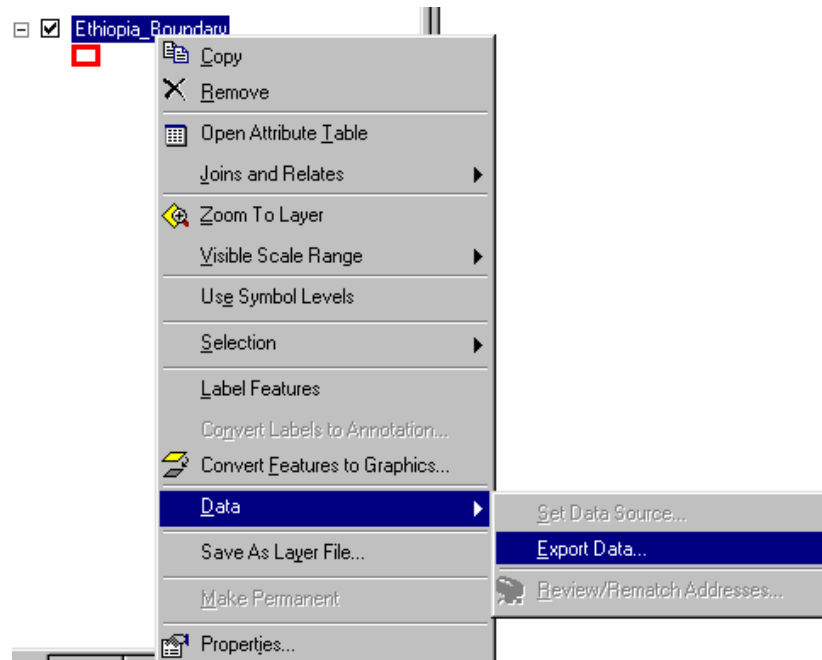 Ethiopia_Boundary
Copy
Remove
Open Attribute Table
Joins and Relates
Zoom To Layer
Visible Scale Range
Use Symbol Levels
Selection
Label Features
Convert Labels to Annotation...
Convert Features to Graphics...
Data
Set Data Source...
Export Data...
Save As Layer File...
Review/Rematch Addresses...
Make Permanent
Properties...